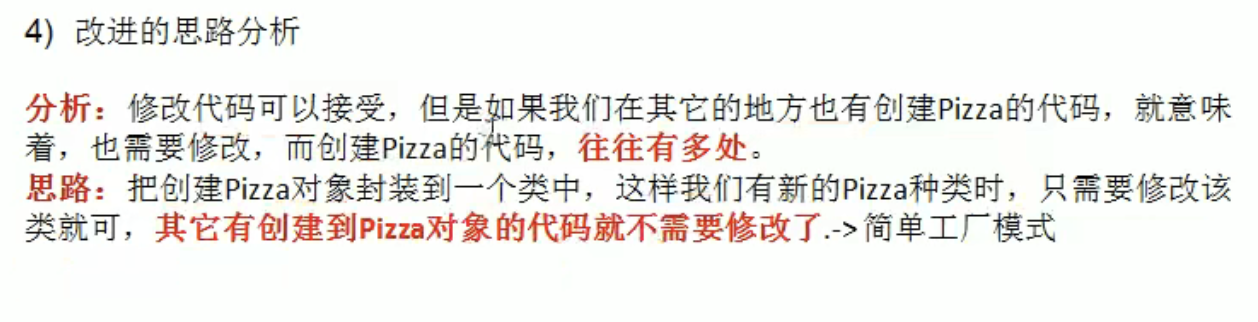 4) 改进的思路分析
分析：修改代码可以接受，但是如果我们在其它的地方也有创建Pizza的代码，就意味
着，也需要修改，而创建Pizza的代码，往往有多处。
思路：把创建Pizza对象封装到一个类中，这样我们有新的Pizza种类时，只需要修改该
类就可，其它有创建到Pizza对象的代码就不需要修改了.->简单工厂模式